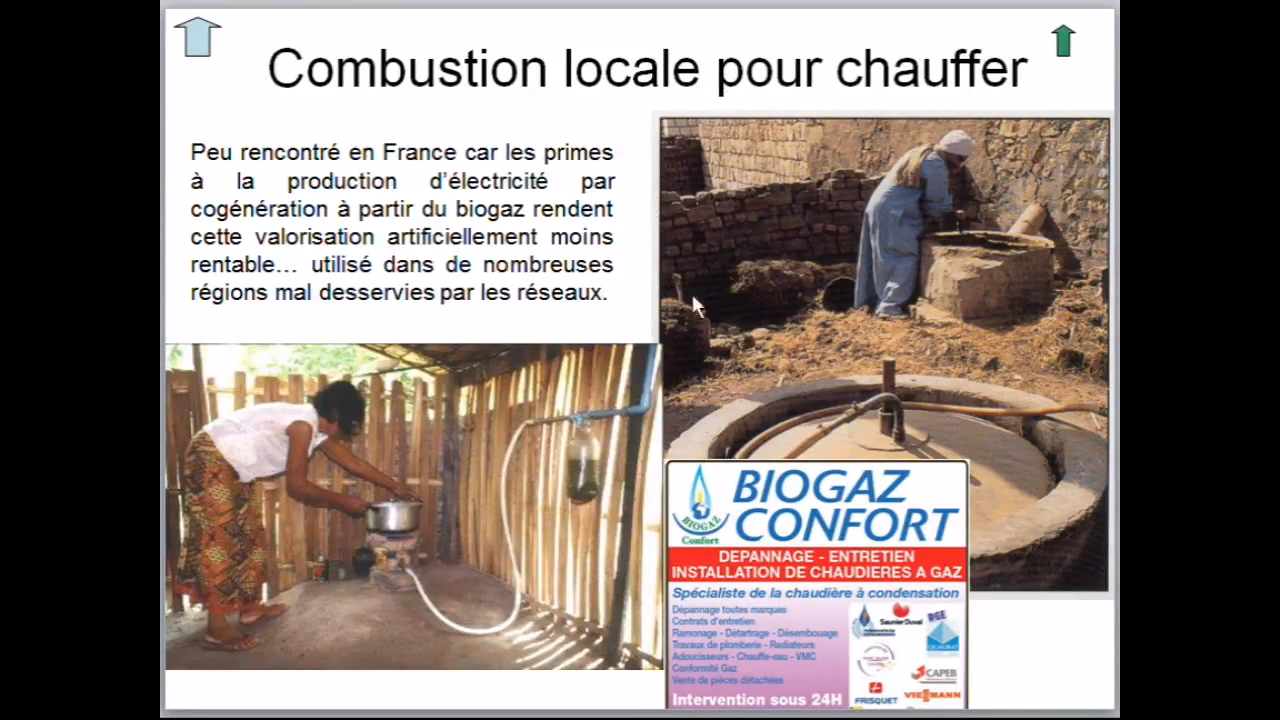 Combustion locale pour chauffer
Peu rencontré en France car les primes
à la production d'électricité par
cogénération à partir du biogaz rendent
cette valorisation artificiellement moins
rentable… utilisé dans de nombreuses
régions mal desservies par les réseaux.
BIOGAZ
CONFORT
BIOGAZ
Confort
DEPANNAGE - ENTRETIEN
INSTALLATION DE CHAUDIERES A GAZ
Spécialiste de la chaudière à condensation
Dépannage toutes marques
Contrats d'entretien
Ramonage - Détartrage - Désembouage
Travaux de plomberie - Radiateurs
Adoucisseurs - Chauffe-eau - VMC
Conformité Gaz
Vente de pièces détachées
Intervention sous 24H
Saunier Duval
RGE
CAPEB
FRISQUET
VIESMANN